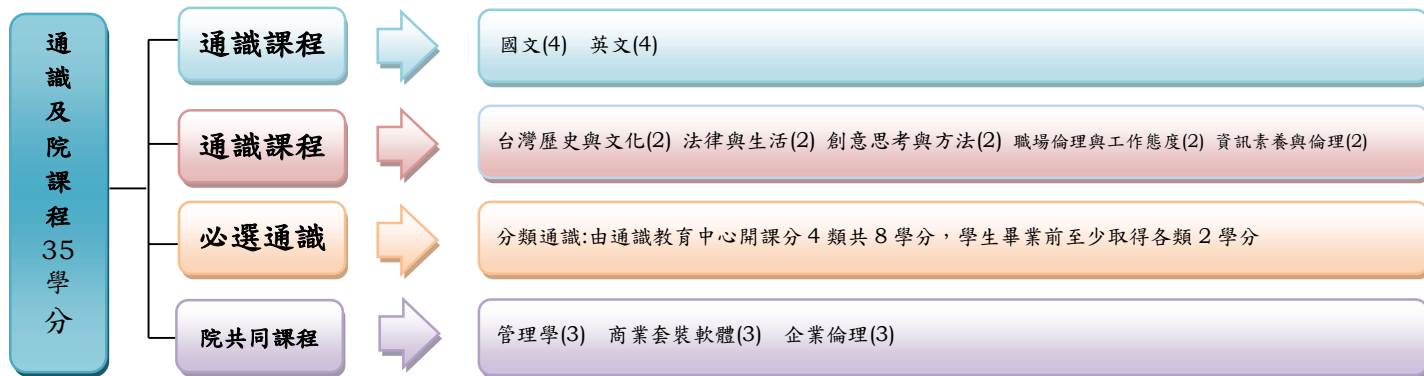 通識及院課程35學分
通識課程
國文(4) 英文(4)
通識課程
台灣歷史與文化(2) 法律與生活(2) 創意思考與方法(2) 職場倫理與工作態度(2) 資訊素養與倫理(2)
必選通識
分類通識:由通識教育中心開課分 4 類共 8 學分，學生畢業前至少取得各類 2 學分
院共同課程
管理學(3) 商業套裝軟體(3) 企業倫理(3)